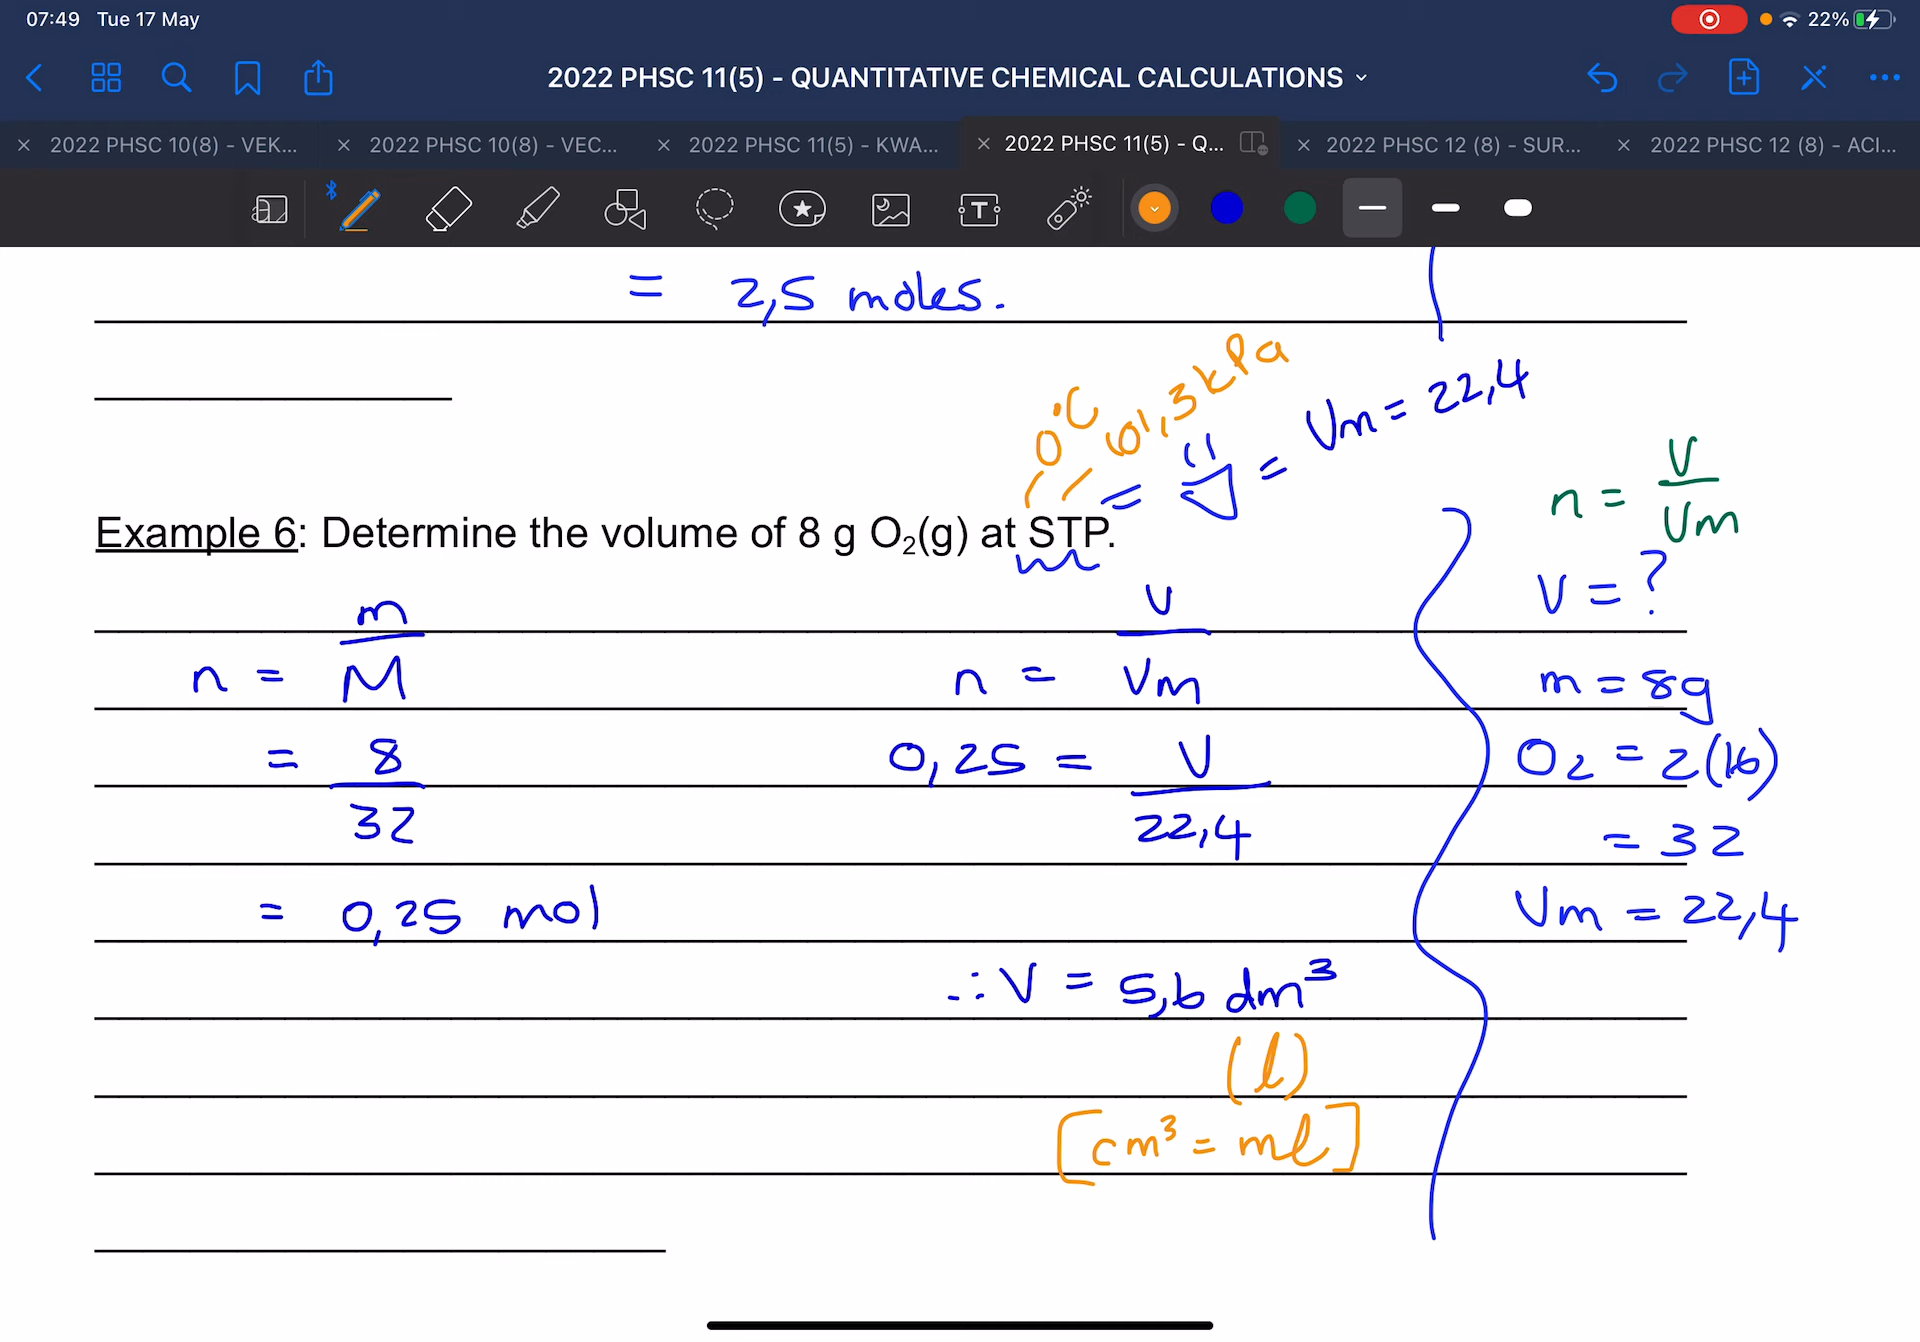 07:49 Tue 17 May 22%
2022 PHSC 11(5) - QUANTITATIVE CHEMICAL CALCULATIONS
2022 PHSC 10(8) - VEK... 2022 PHSC 10(8) - VEC... 2022 PHSC 11(5) - KWA... 2022 PHSC 11(5) - Q... 2022 PHSC 12 (8) - SUR... 2022 PHSC 12 (8) - ACI...
= 2,5 moles.
0°C 101,3 kPa
= = Vm = 22,4
Example 6: Determine the volume of 8 g O₂(g) at STP.
n = m/M
= 8/32
= 0,25 mol
n = V/Vm
0,25 = V/22,4
∴ V = 5,6 dm³
(l)
[cm³ = ml]
n = V/Vm
V = ?
m = 8g
O₂ = 2(16)
= 32
Vm = 22,4